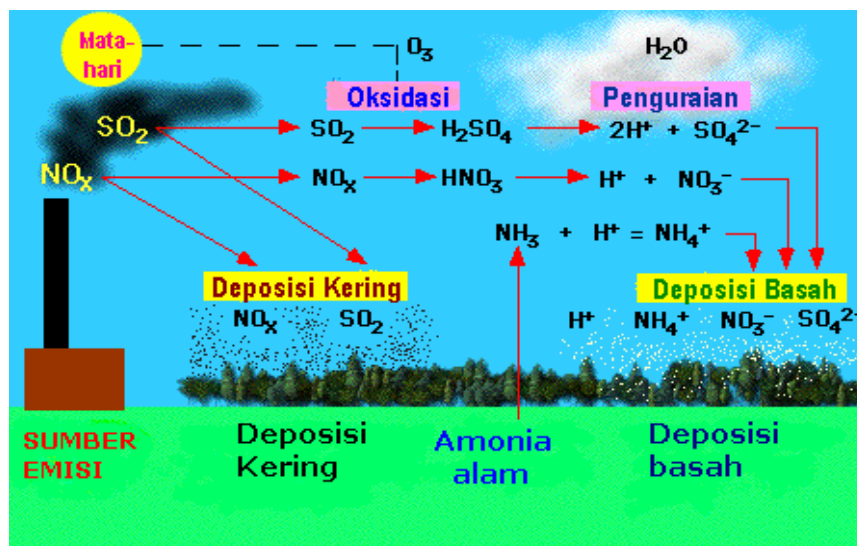 Mata-
hari
O₃
H₂O
Oksidasi
Penguraian
SO₂
SO₂
H₂SO₄
2H⁺ + SO₄²⁻
NOₓ
NOₓ
HNO₃
H⁺ + NO₃⁻
NH₃ + H⁺ = NH₄⁺
Deposisi Kering
Deposisi Basah
NOₓ
SO₂
H⁺
NH₄⁺
NO₃⁻
SO₄²⁻
SUMBER
EMISI
Deposisi
Kering
Amonia
alam
Deposisi
basah